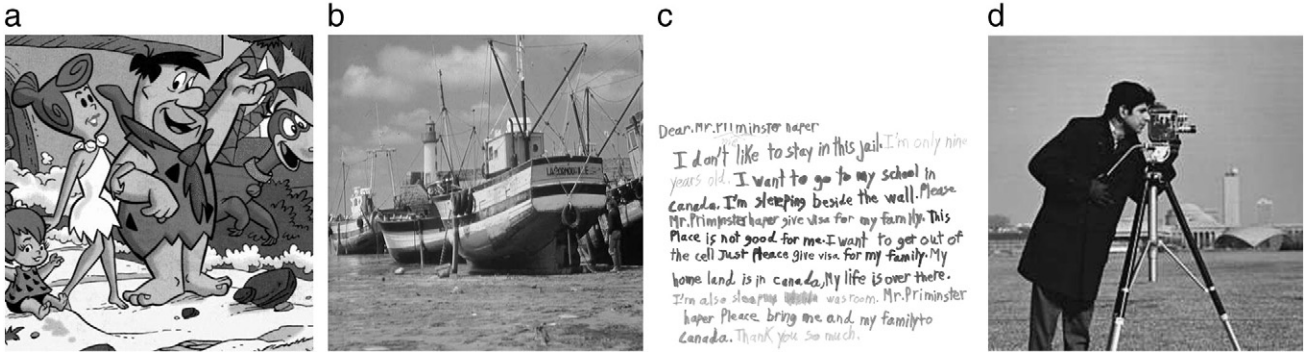 a b c d
Dear.Mr.Priminster haper
I don't like to stay in this jail. I'm only nine
years old. I want to go to my school in
Canada. I'm sleeping beside the wall. Please
Mr.Priminster haper give visa for my family. This
Place is not good for me. I want to get out of
the cell Just Pleace give visa for my family. My
home land is in canada, My life is over there.
I'm also sleeping wasroom. Mr.Priminster
haper Pleace bring me and my family to
Canada. Thank you so much.